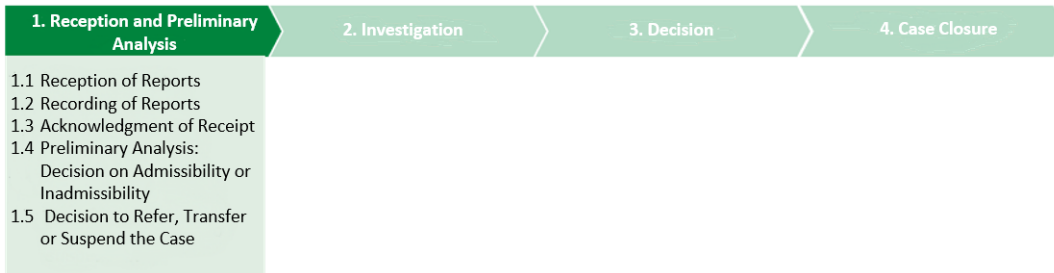 1. Reception and Preliminary
Analysis
2. Investigation
3. Decision
4. Case Closure
1.1 Reception of Reports
1.2 Recording of Reports
1.3 Acknowledgment of Receipt
1.4 Preliminary Analysis:
Decision on Admissibility or
Inadmissibility
1.5 Decision to Refer, Transfer
or Suspend the Case